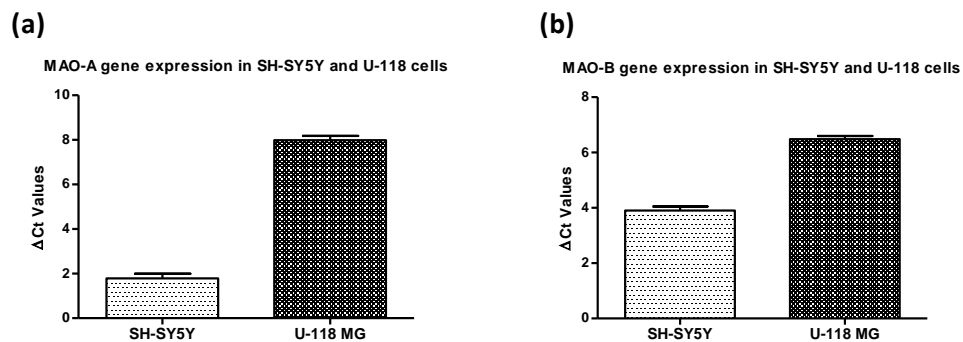 (a)
MAO-A gene expression in SH-SY5Y and U-118 cells
ΔCt Values
10
8
6
4
2
0
SH-SY5Y
U-118 MG
(b)
MAO-B gene expression in SH-SY5Y and U-118 cells
ΔCt Values
8
6
4
2
0
SH-SY5Y
U-118 MG